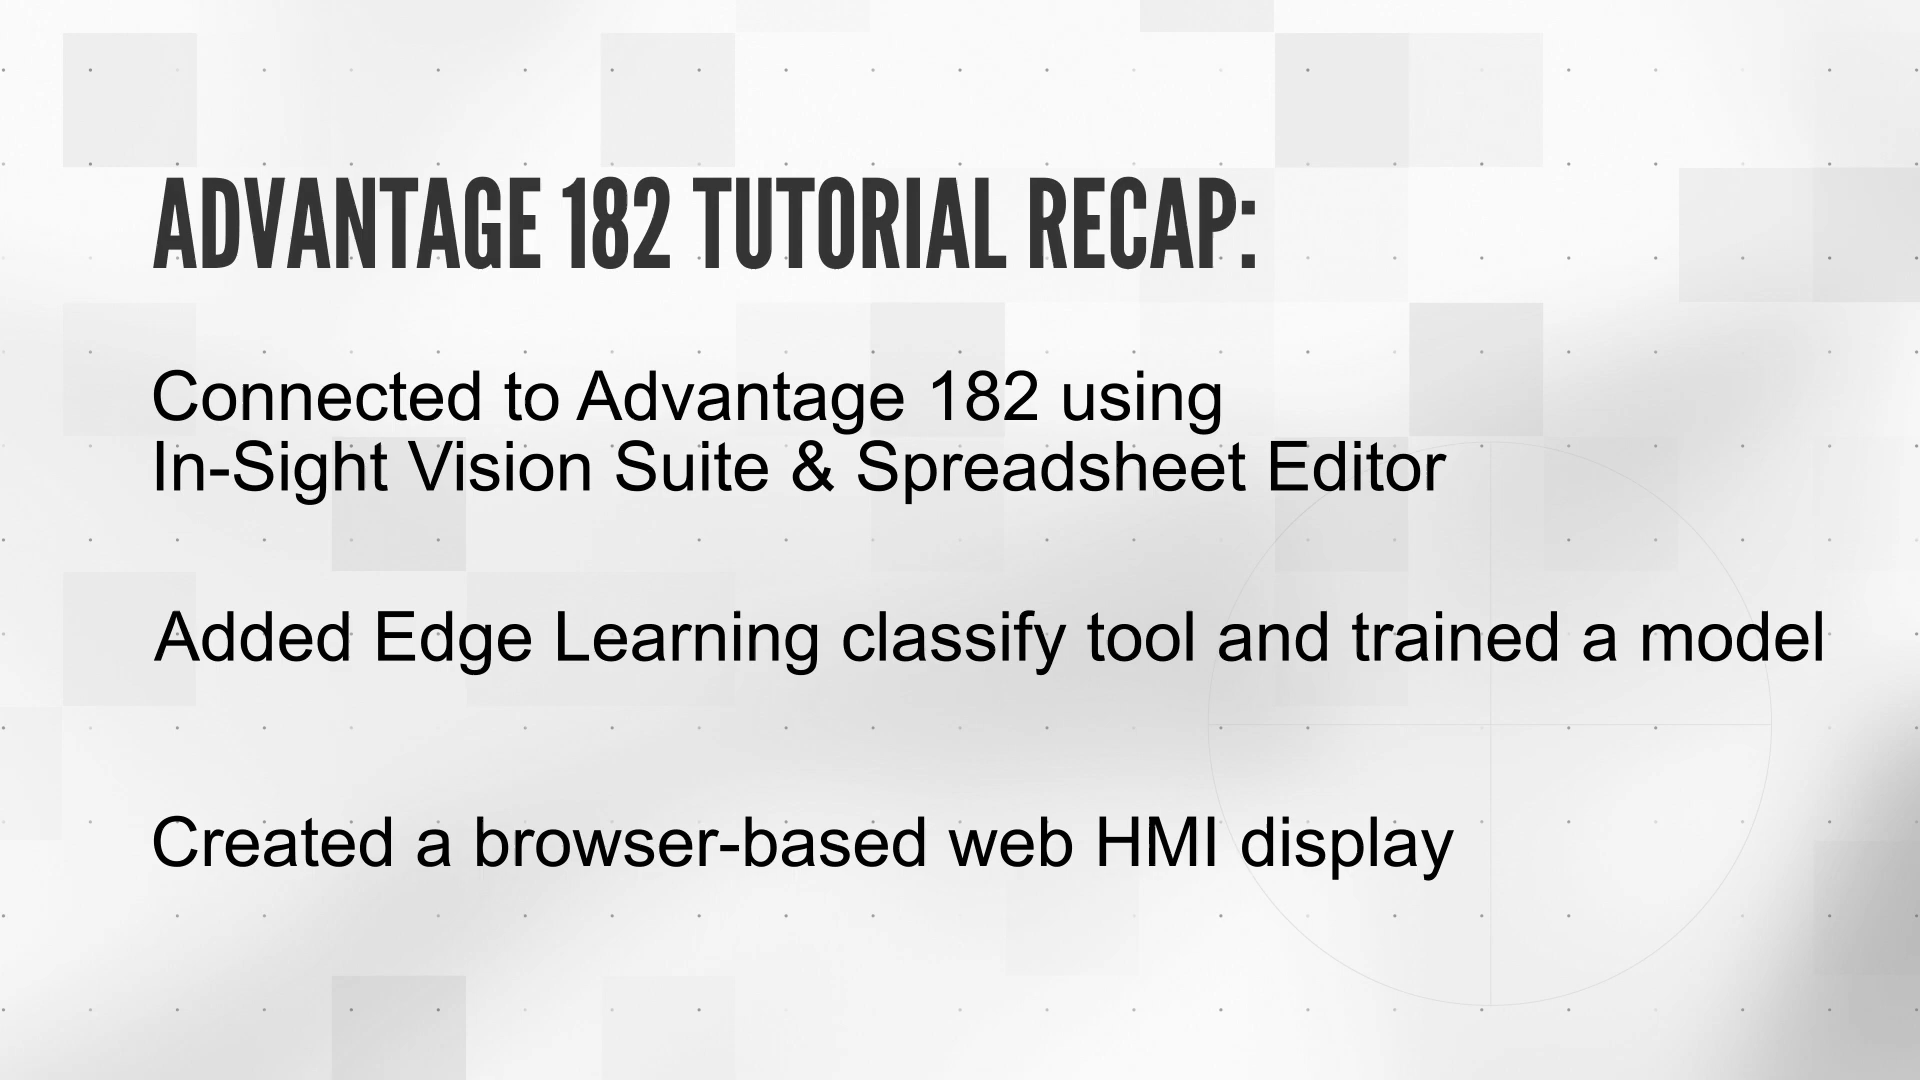 ADVANTAGE 182 TUTORIAL RECAP:
Connected to Advantage 182 using
In-Sight Vision Suite & Spreadsheet Editor
Added Edge Learning classify tool and trained a model
Created a browser-based web HMI display